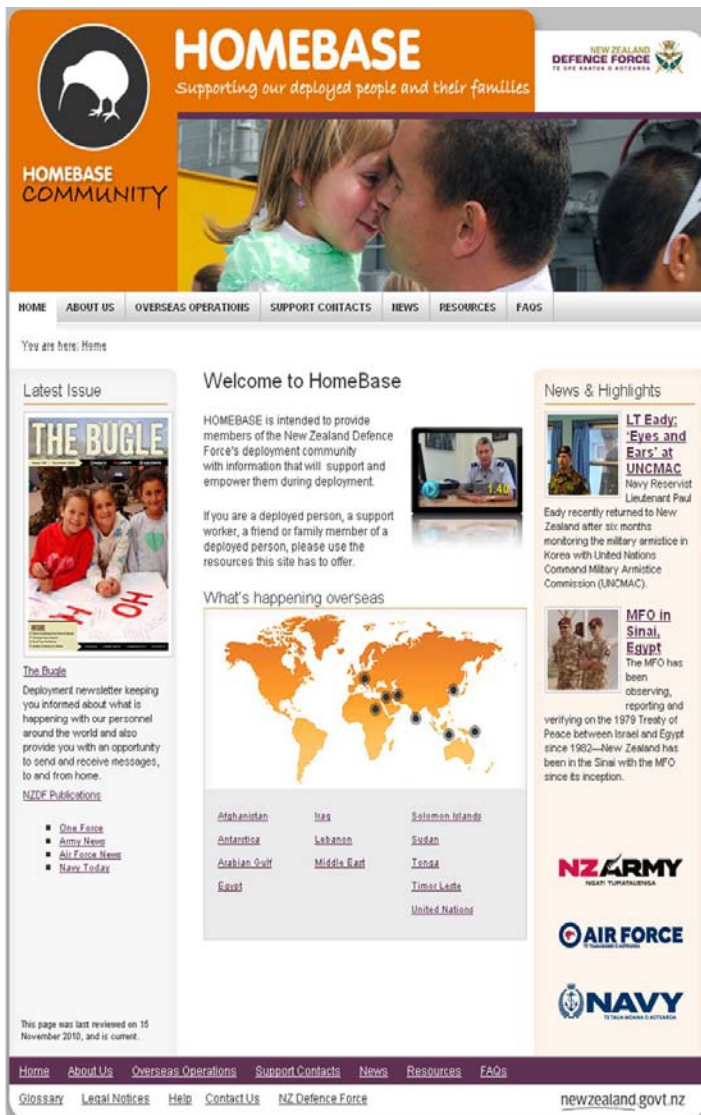 HOMEBASE
Supporting our deployed people and their families
NEW ZEALAND
DEFENCE FORCE
TE OPE KAATUA O AOTEAROA
HOMEBASE
COMMUNITY
HOME ABOUT US OVERSEAS OPERATIONS SUPPORT CONTACTS NEWS RESOURCES FAQS
You are here: Home
Latest Issue
THE BUGLE
INSIDE
The Bugle
Deployment newsletter keeping
you informed about what is
happening with our personnel
around the world and also
provide you with an opportunity
to send and receive messages,
to and from home.
NZDF Publications
One Force
Army News
Air Force News
Navy Today
This page was last reviewed on 15
November 2010, and is current.
Welcome to HomeBase
HOMEBASE is intended to provide
members of the New Zealand Defence
Force's deployment community
with information that will support and
empower them during deployment.
1.40
If you are a deployed person, a support
worker, a friend or family member of a
deployed person, please use the
resources this site has to offer.
What's happening overseas
Afghanistan Iraq Solomon Islands
Antarctica Lebanon Sudan
Arabian Gulf Middle East Tonga
Egypt Timor Leste
United Nations
News & Highlights
LT Eady:
'Eyes and
Ears' at
UNCMAC
Navy Reservist
Lieutenant Paul
Eady recently returned to New
Zealand after six months
monitoring the military armistice in
Korea with United Nations
Command Military Armistice
Commission (UNCMAC).
MFO in
Sinai,
Egypt
The MFO has
been
observing,
reporting and
verifying on the 1979 Treaty of
Peace between Israel and Egypt
since 1982—New Zealand has
been in the Sinai with the MFO
since its inception.
NZARMY
NGATI TUMATAUENGA
AIR FORCE
NAVY
TE TAUA MOANA O AOTEAROA
Home About Us Overseas Operations Support Contacts News Resources FAQs
Glossary Legal Notices Help Contact Us NZ Defence Force
newzealand.govt.nz